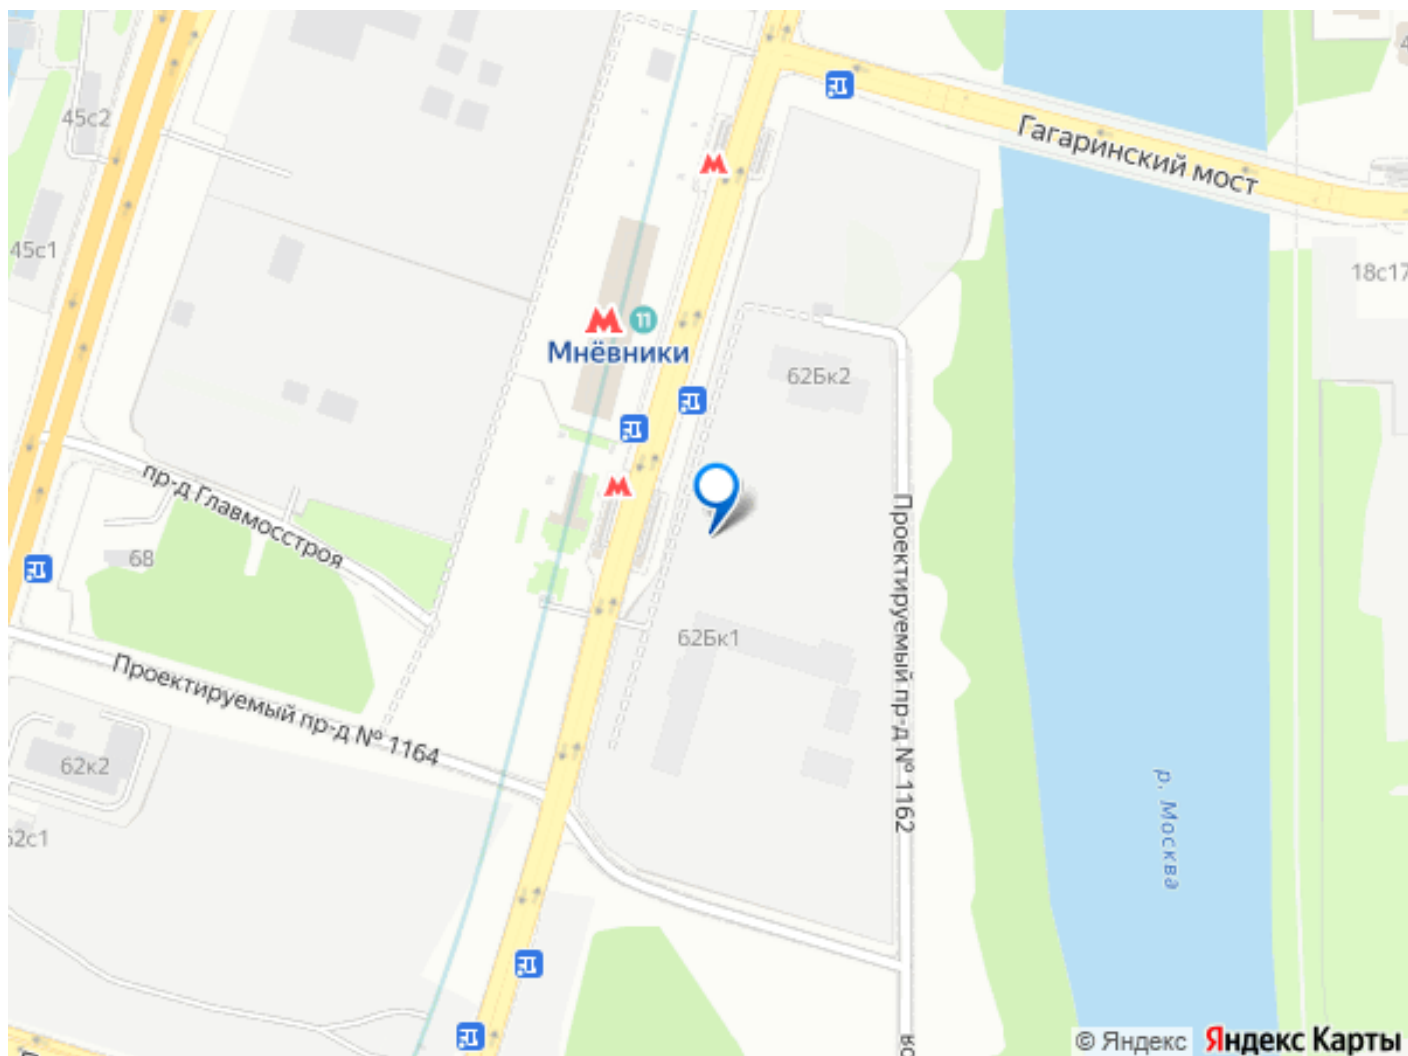 45с2
Гагаринский мост
45с1
18с17
11
Мнёвники
62Бк2
пр-д Главмосстроя
68
Проектируемый пр-д № 1162
62Бк1
Проектируемый пр-д № 1164
62к2
р. Москва
62с1
© Яндекс Яндекс Карты